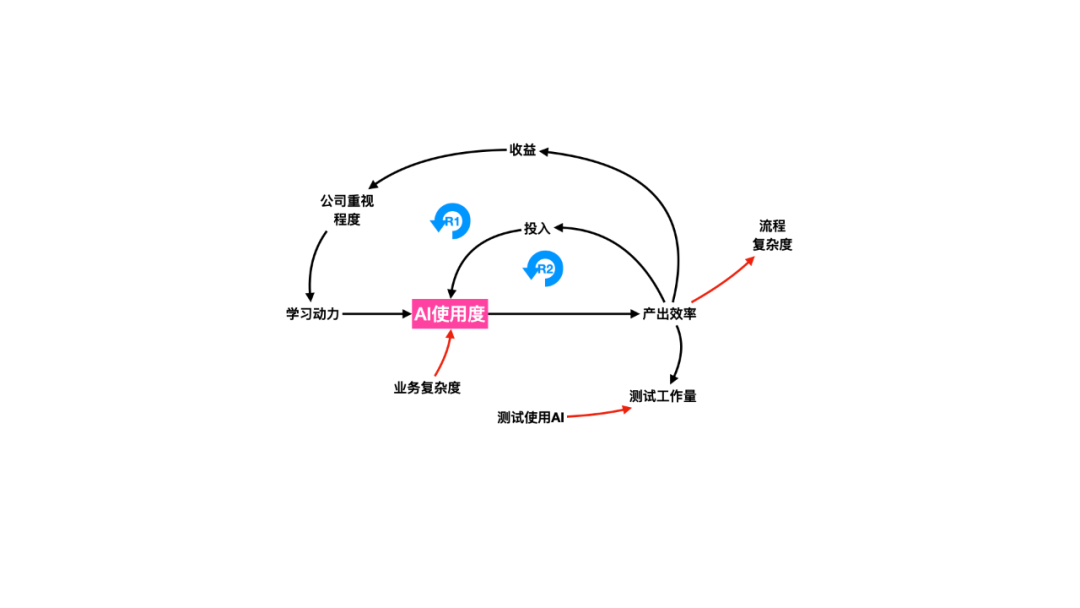 收益
公司重视
程度
R1
投入
流程
复杂度
R2
学习动力
AI使用度
产出效率
业务复杂度
测试工作量
测试使用AI